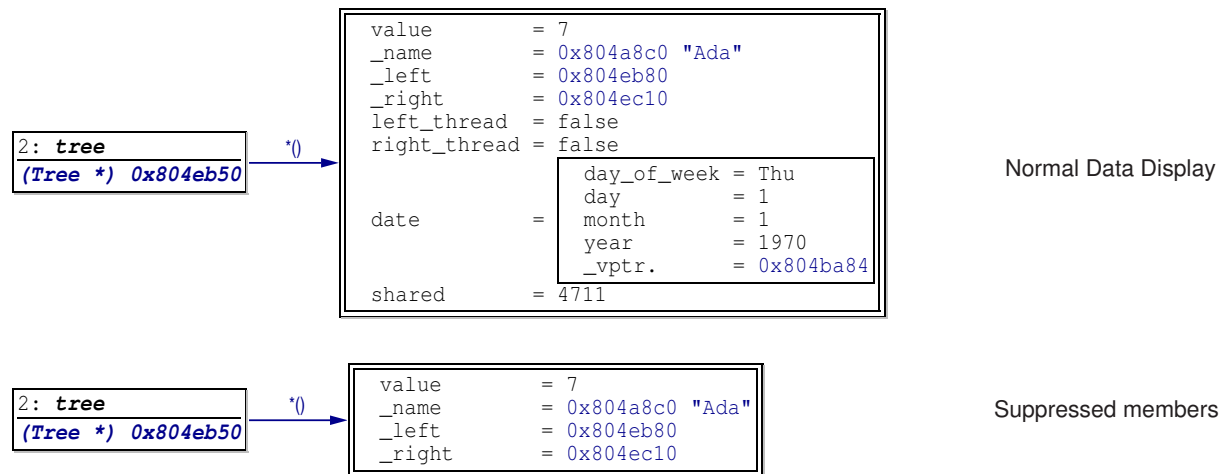 value         = 7
_name         = 0x804a8c0 "Ada"
_left         = 0x804eb80
_right        = 0x804ec10
left_thread   = false
right_thread  = false
2: tree
(Tree *) 0x804eb50
*()
date          =
day_of_week = Thu
day         = 1
month       = 1
year        = 1970
_vptr.      = 0x804ba84
shared        = 4711
Normal Data Display
2: tree
(Tree *) 0x804eb50
*()
value         = 7
_name         = 0x804a8c0 "Ada"
_left         = 0x804eb80
_right        = 0x804ec10
Suppressed members